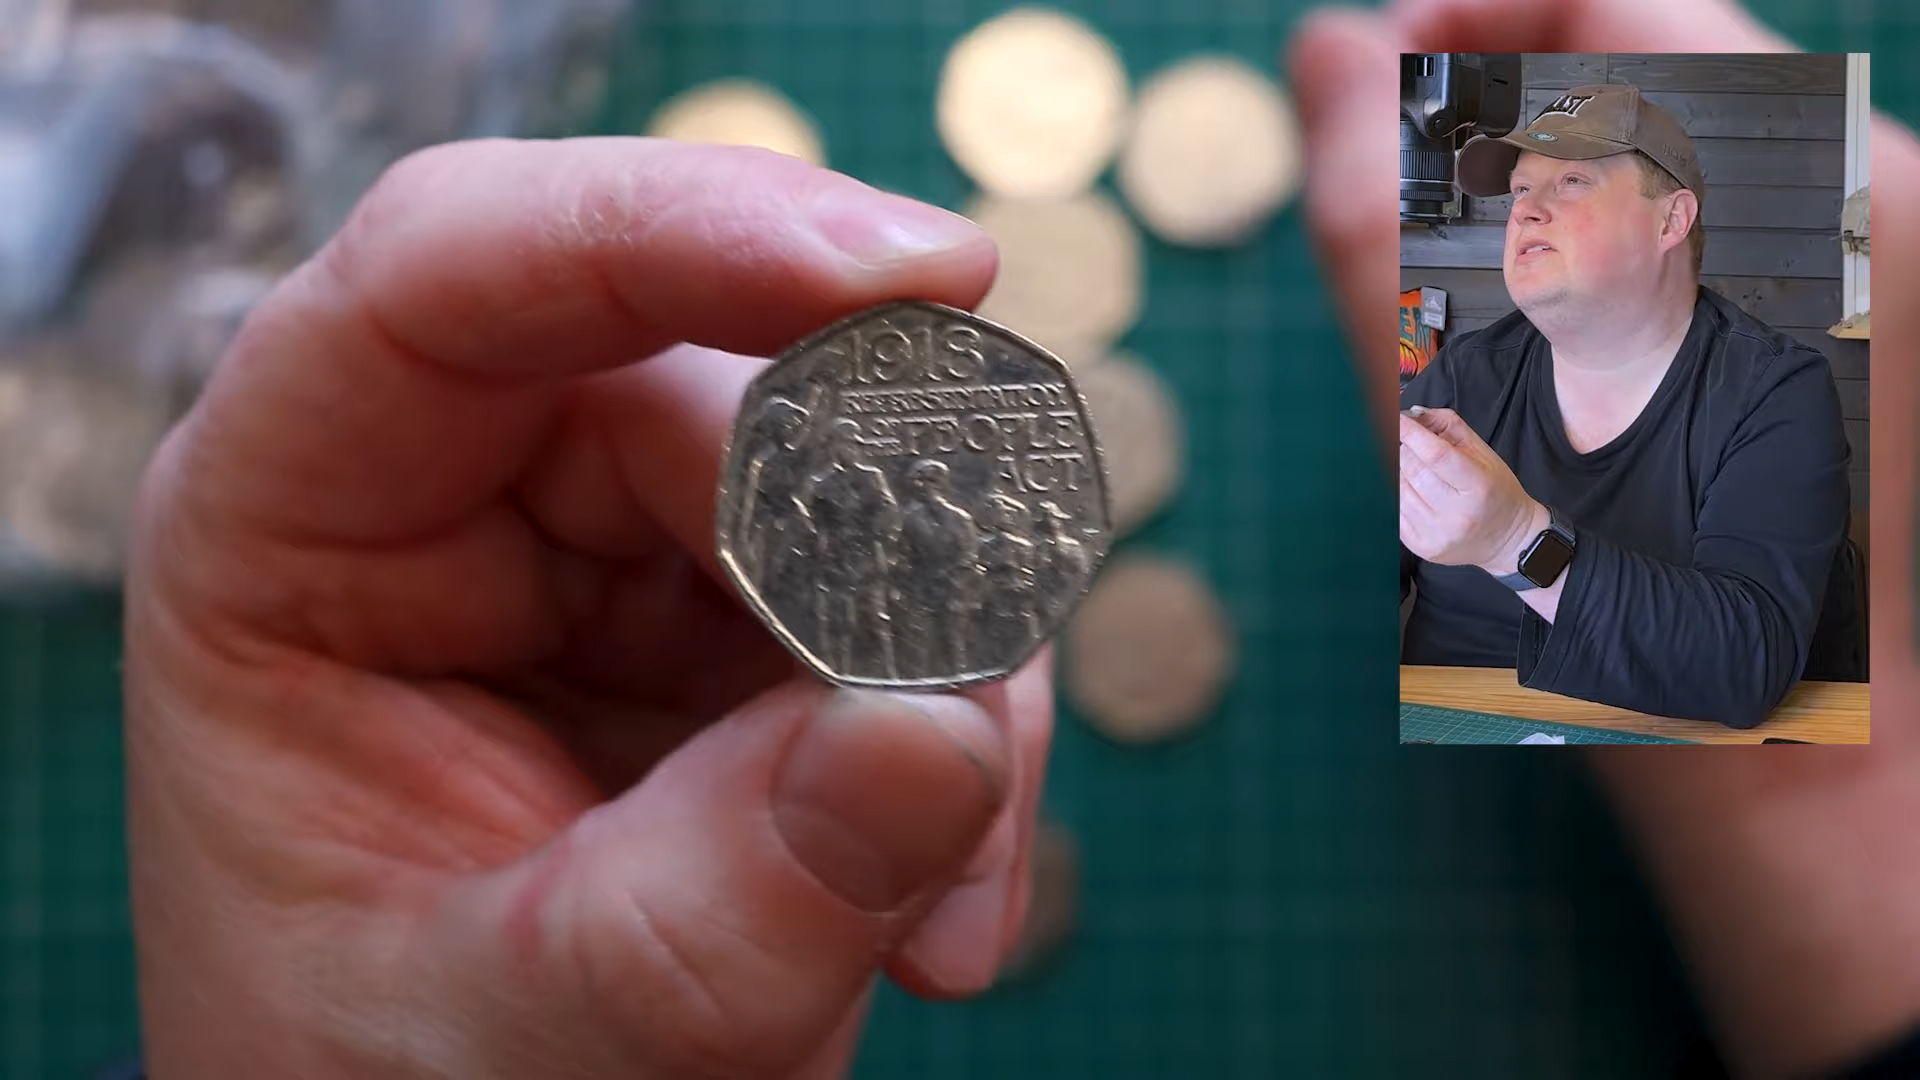 1918
REPRESENTATION
OF THE PEOPLE
ACT